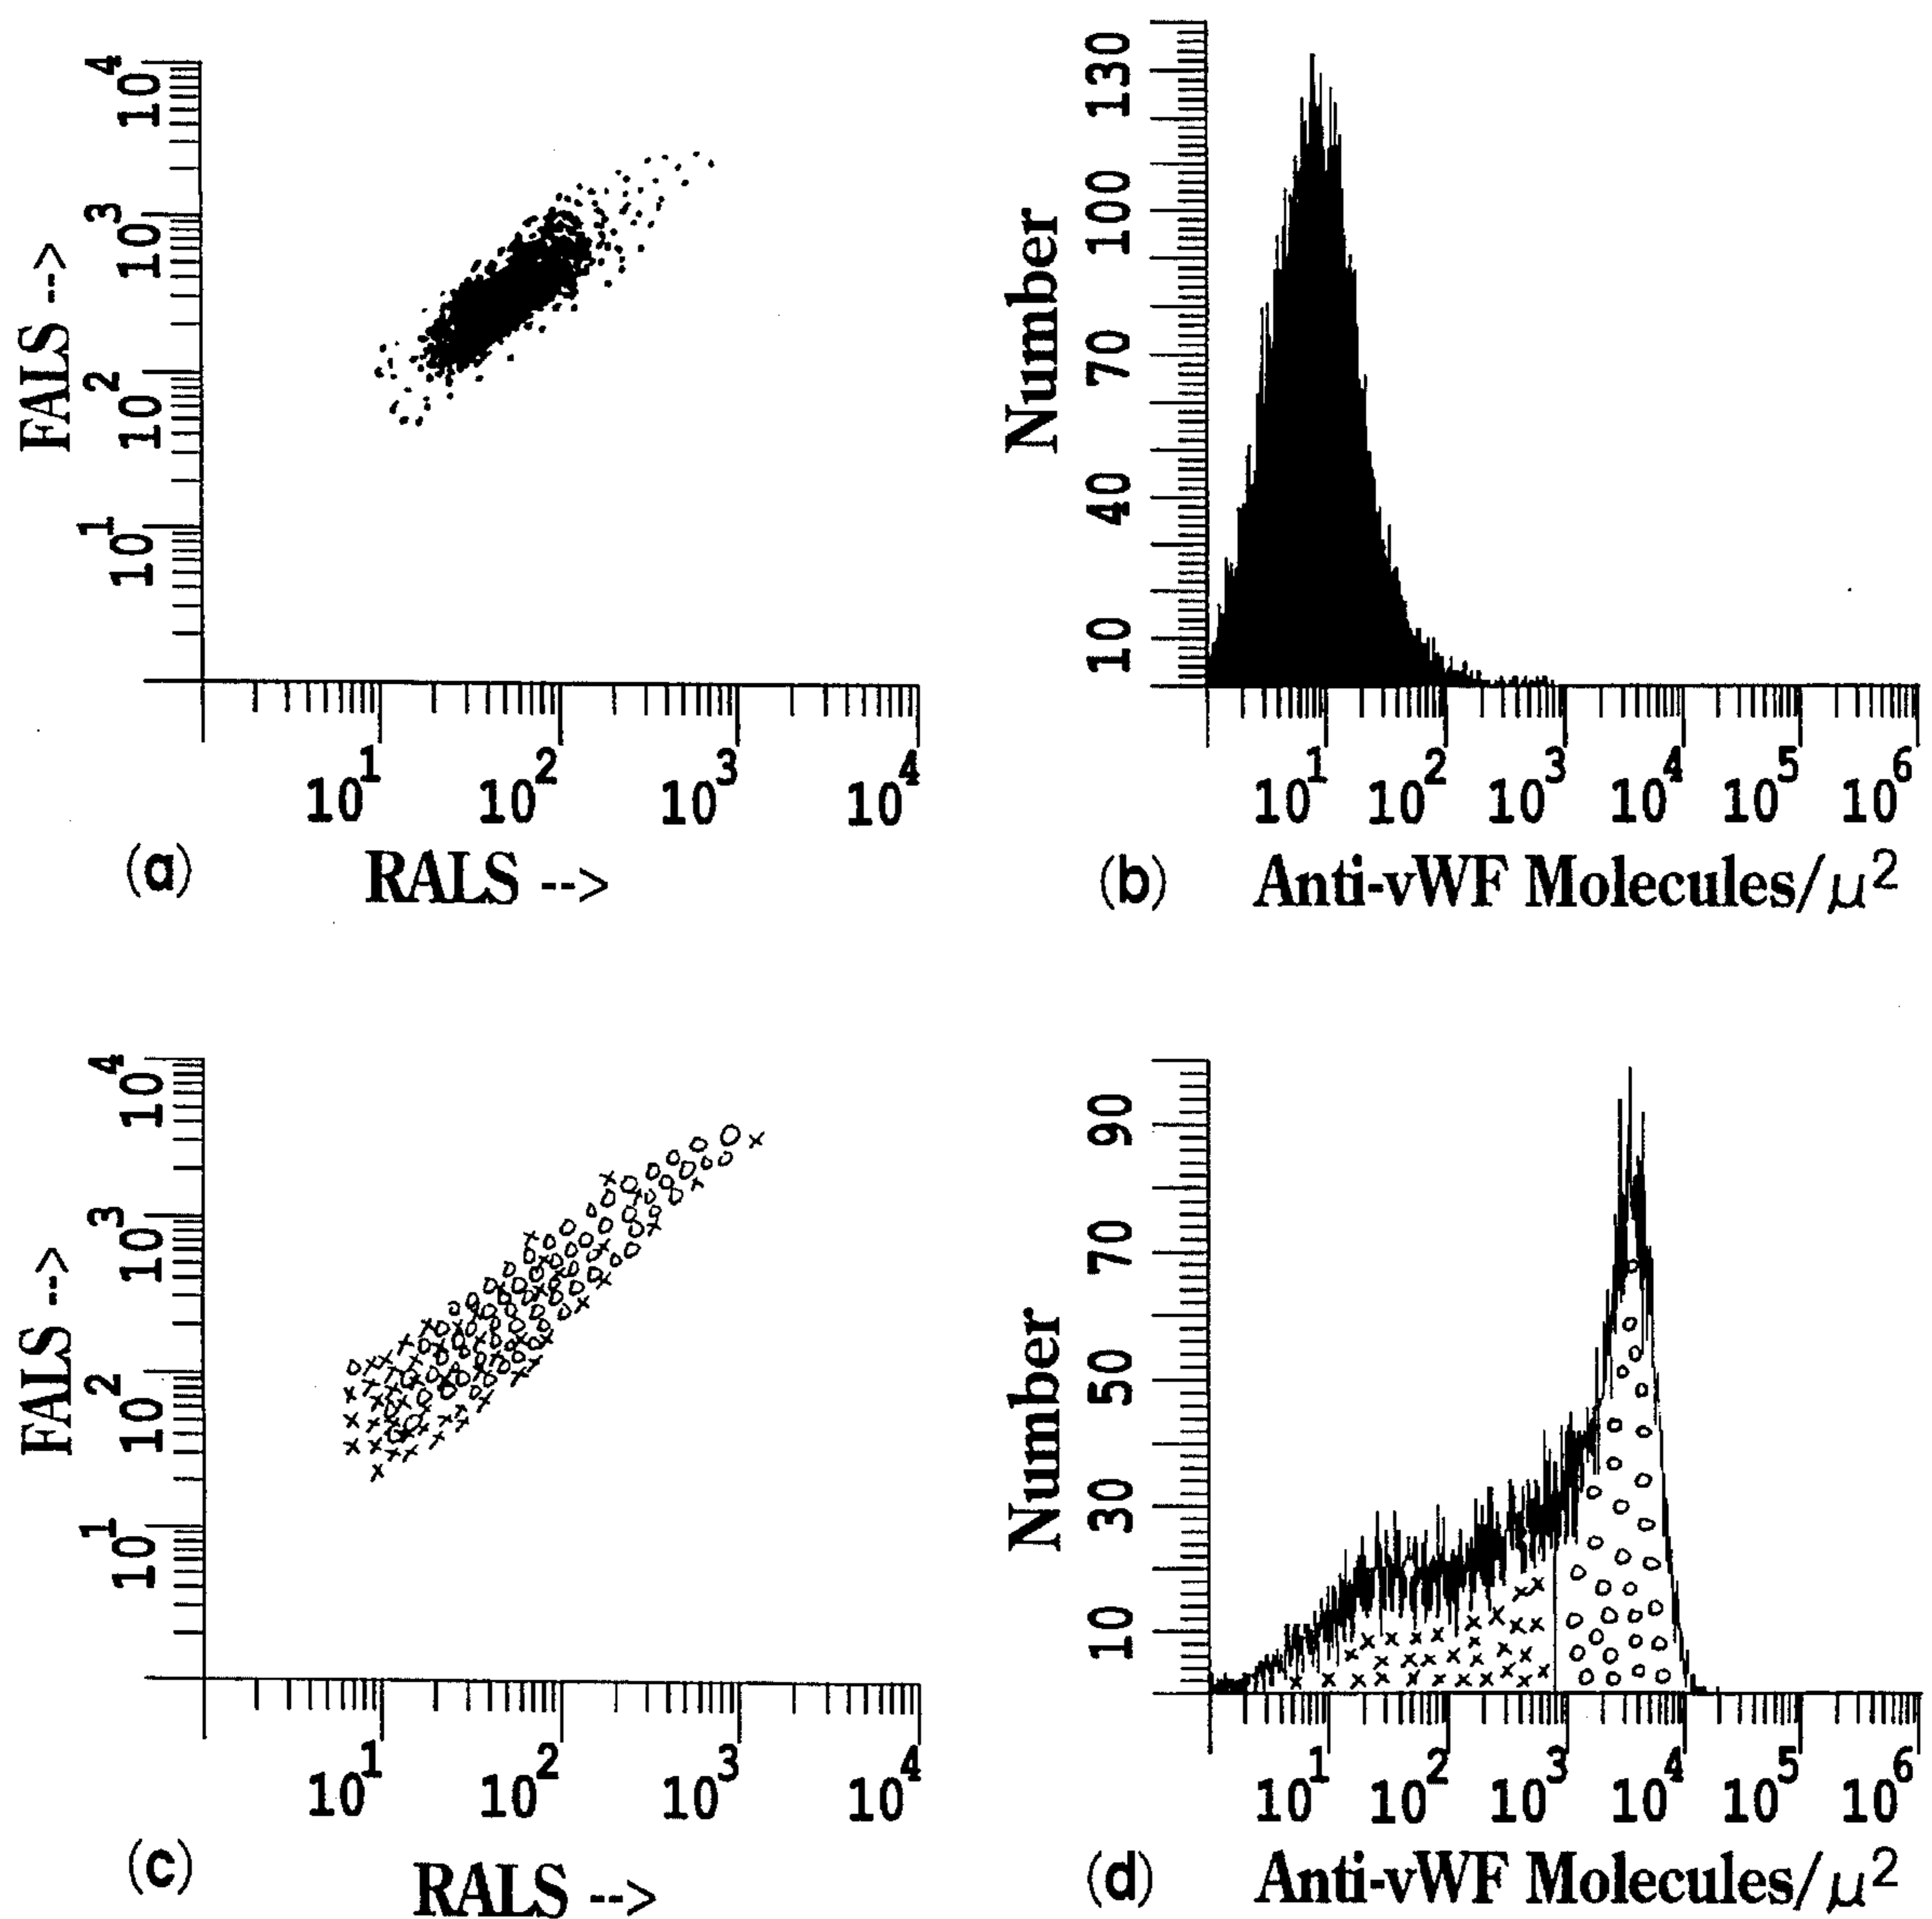 FALS -->
10^4
10^3
10^2
10^1
10^1 10^2 10^3 10^4
(a) RALS -->
Number
130
100
70
40
10
10^1 10^2 10^3 10^4 10^5 10^6
(b) Anti-vWF Molecules/μ^2
FALS -->
10^4
10^3
10^2
10^1
10^1 10^2 10^3 10^4
(c) RALS -->
Number
90
70
50
30
10
10^1 10^2 10^3 10^4 10^5 10^6
(d) Anti-vWF Molecules/μ^2